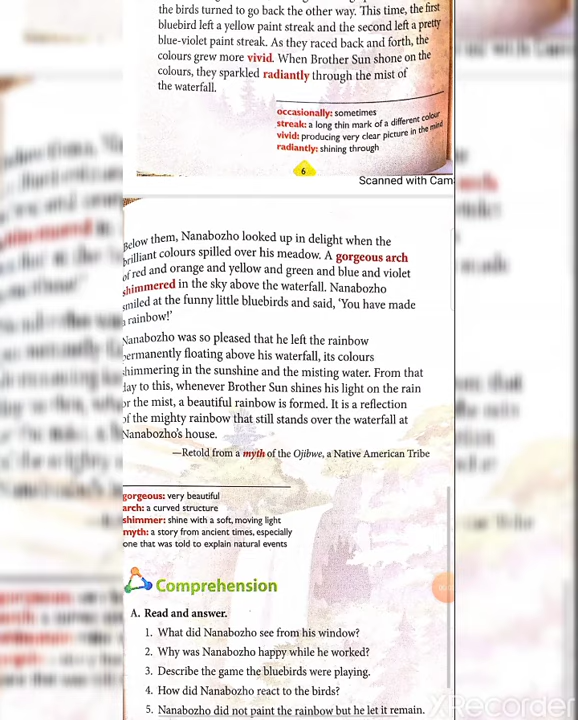 the birds turned to go back the other way. This time, the first
bluebird left a yellow paint streak and the second left a pretty
blue-violet paint streak. As they raced back and forth, the
colours grew more vivid. When Brother Sun shone on the
colours, they sparkled radiantly through the mist of
the waterfall.
occasionally: sometimes
streak: a long thin mark of a different colour
vivid: producing very clear picture in the mind
radiantly: shining through
6
Scanned with Cam
Below them, Nanabozho looked up in delight when the
brilliant colours spilled over his meadow. A gorgeous arch
of red and orange and yellow and green and blue and violet
shimmered in the sky above the waterfall. Nanabozho
smiled at the funny little bluebirds and said, ‘You have made
a rainbow!’
Nanabozho was so pleased that he left the rainbow
permanently floating above his waterfall, its colours
shimmering in the sunshine and the misting water. From that
day to this, whenever Brother Sun shines his light on the rain
or the mist, a beautiful rainbow is formed. It is a reflection
of the mighty rainbow that still stands over the waterfall at
Nanabozho's house.
—Retold from a myth of the Ojibwe, a Native American Tribe
gorgeous: very beautiful
arch: a curved structure
shimmer: shine with a soft, moving light
myth: a story from ancient times, especially
one that was told to explain natural events
Comprehension
A. Read and answer.
1. What did Nanabozho see from his window?
2. Why was Nanabozho happy while he worked?
3. Describe the game the bluebirds were playing.
4. How did Nanabozho react to the birds?
5. Nanabozho did not paint the rainbow but he let it remain.
XRecorder